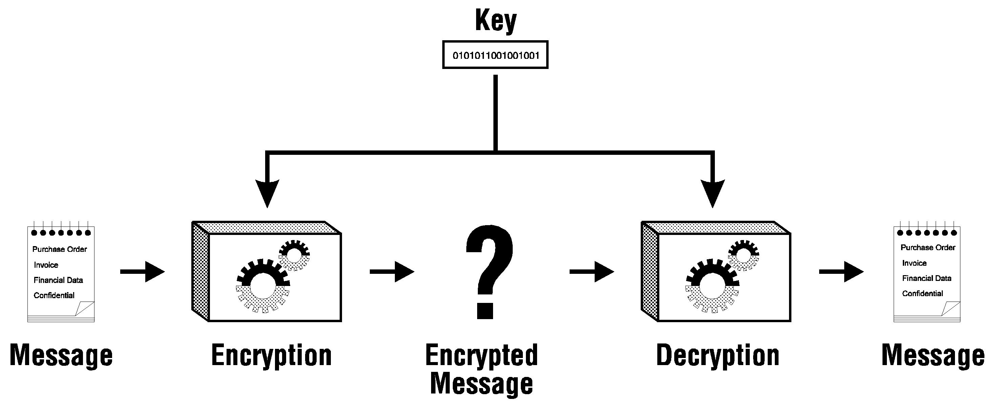 Key
0101011001001001
Purchase Order
Invoice
Financial Data
Confidential
Purchase Order
Invoice
Financial Data
Confidential
Message
Encryption
Encrypted
Message
Decryption
Message